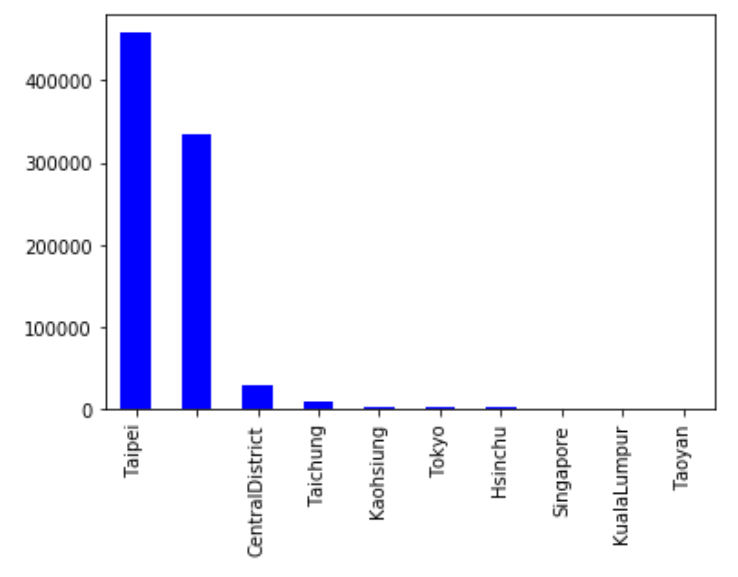 400000
300000
200000
100000
0
Taipei
CentralDistrict
Taichung
Kaohsiung
Tokyo
Hsinchu
Singapore
KualaLumpur
Taoyan